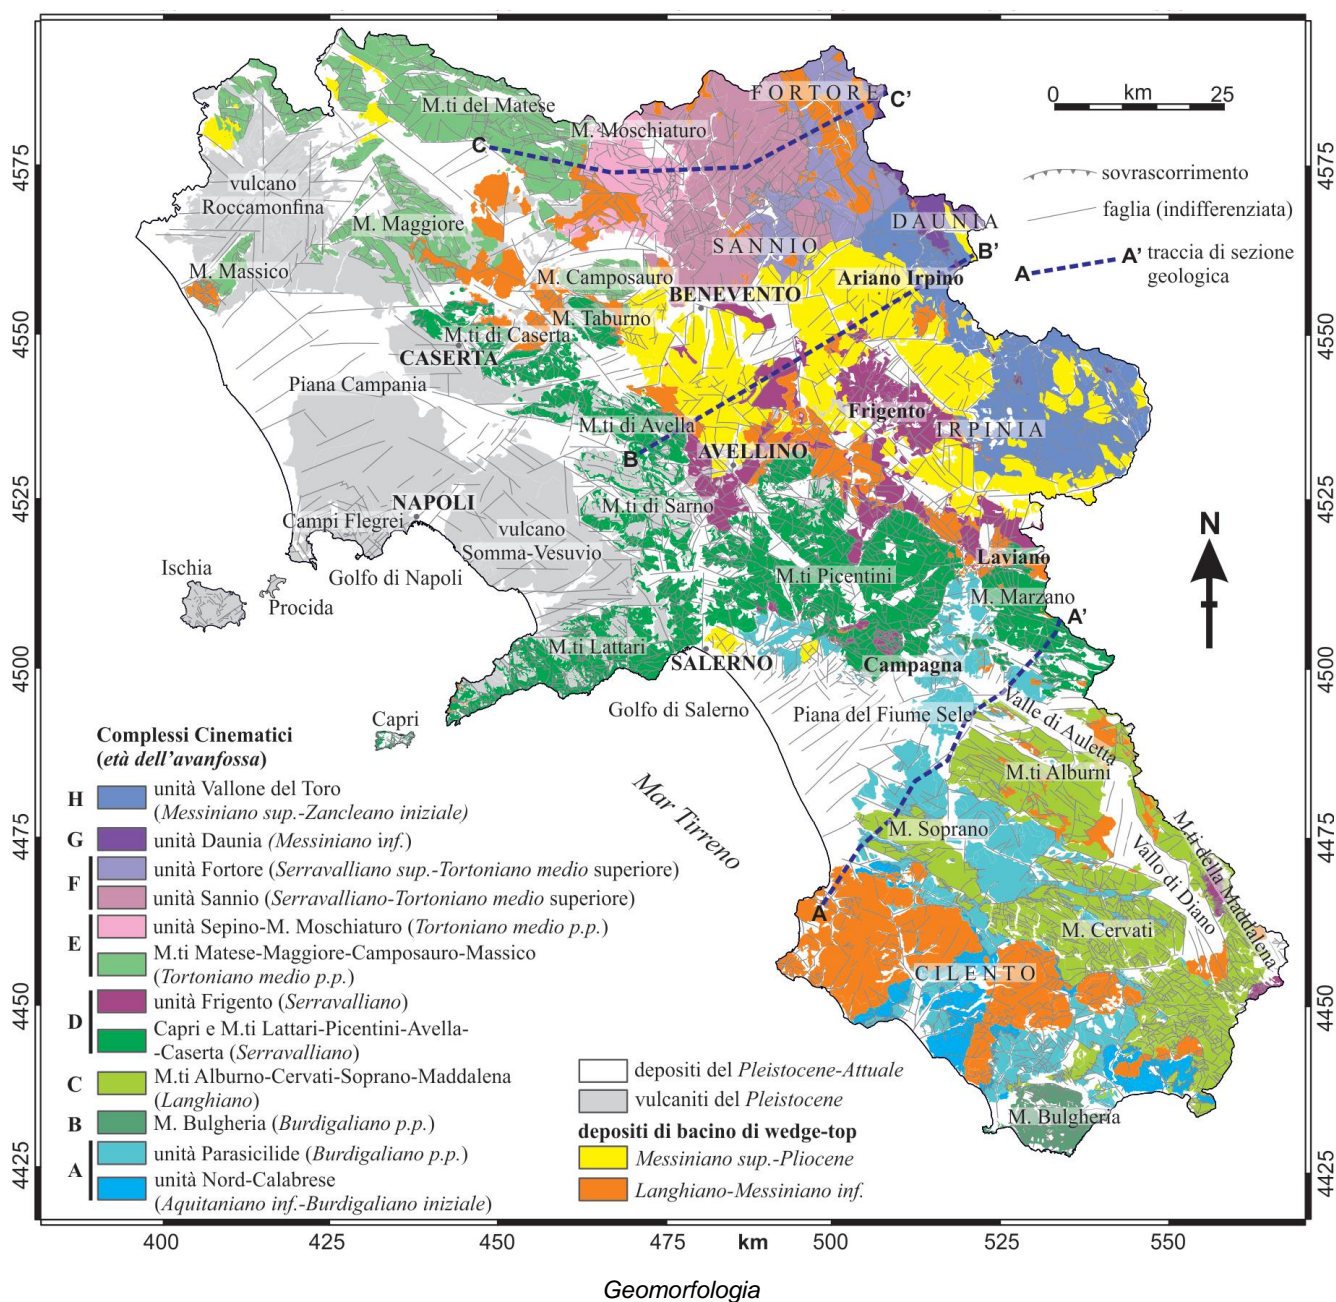 FORTORE
C'
0 km 25
M.ti del Matese
M. Moschiaturo
C
sovrascorrimento
vulcano
Roccamonfina
faglia (indifferenziata)
M. Maggiore
DAUNIA
SANNIO
B'
A A' traccia di sezione
geologica
M. Massico
M. Camposauro
Ariano Irpino
BENEVENTO
M. Taburno
M.ti di Caserta
CASERTA
Piana Campania
Frigento
M.ti di Avella
IRPINIA
B
AVELLINO
NAPOLI
M.ti di Sarno
Campi Flegrei
vulcano
Somma-Vesuvio
N
Ischia
Golfo di Napoli
Laviano
M.ti Picentini
Procida
M. Marzano
A'
M.ti Lattari
SALERNO
Campagna
Golfo di Salerno
Piana del Fiume Sele
Valle di Auletta
Capri
M.ti Alburni
Mar Tirreno
M. Soprano
M.ti della Maddalena
Vallo di Diano
A
M. Cervati
CILENTO
M. Bulgheria
Complessi Cinematici
(età dell'avanfossa)
H unità Vallone del Toro
(Messiniano sup.-Zancleano iniziale)
G unità Daunia (Messiniano inf.)
F unità Fortore (Serravalliano sup.-Tortoniano medio superiore)
unità Sannio (Serravalliano-Tortoniano medio superiore)
E unità Sepino-M. Moschiaturo (Tortoniano medio p.p.)
M.ti Matese-Maggiore-Camposauro-Massico
(Tortoniano medio p.p.)
D unità Frigento (Serravalliano)
Capri e M.ti Lattari-Picentini-Avella-
-Caserta (Serravalliano)
C M.ti Alburno-Cervati-Soprano-Maddalena
(Langhiano)
B M. Bulgheria (Burdigaliano p.p.)
A unità Parasicilide (Burdigaliano p.p.)
unità Nord-Calabrese
(Aquitaniano inf.-Burdigaliano iniziale)
depositi del Pleistocene-Attuale
vulcaniti del Pleistocene
depositi di bacino di wedge-top
Messiniano sup.-Pliocene
Langhiano-Messiniano inf.
4575
4550
4525
4500
4475
4450
4425
4575
4550
4525
4500
4475
4450
4425
400 425 450 475 km 500 525 550
Geomorfologia